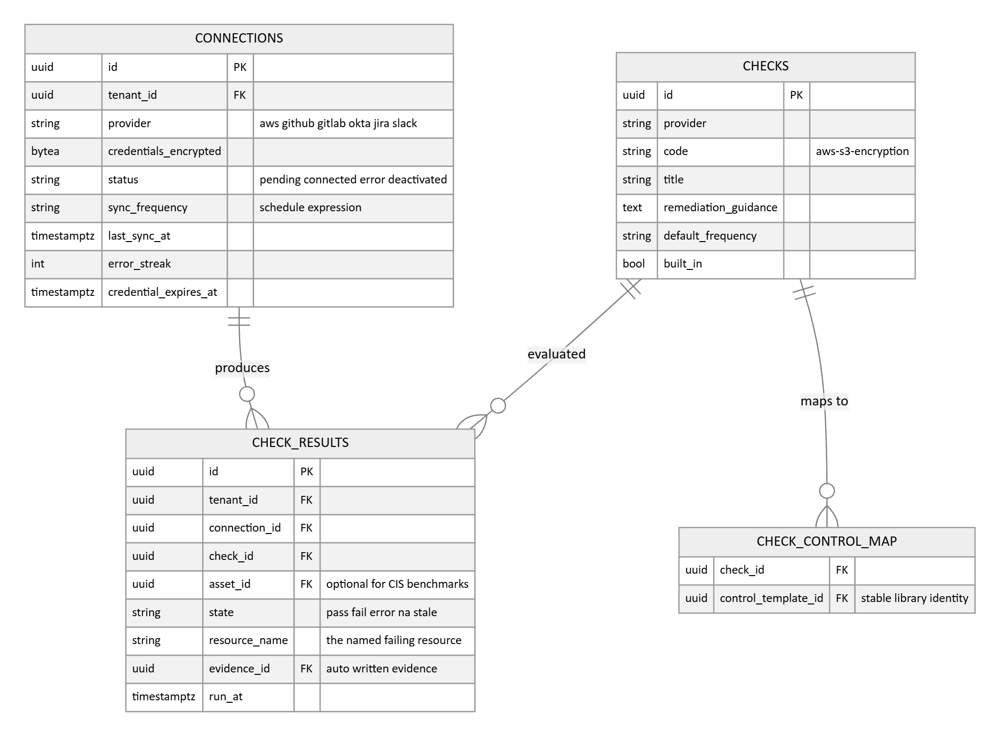 CONNECTIONS
uuid id PK
uuid tenant_id FK
string provider aws github gitlab okta jira slack
bytea credentials_encrypted
string status pending connected error deactivated
string sync_frequency schedule expression
timestamptz last_sync_at
int error_streak
timestamptz credential_expires_at
CHECKS
uuid id PK
string provider
string code aws-s3-encryption
string title
text remediation_guidance
string default_frequency
bool built_in
produces
evaluated
maps to
CHECK_RESULTS
uuid id PK
uuid tenant_id FK
uuid connection_id FK
uuid check_id FK
uuid asset_id FK optional for CIS benchmarks
string state pass fail error na stale
string resource_name the named failing resource
uuid evidence_id FK auto written evidence
timestamptz run_at
CHECK_CONTROL_MAP
uuid check_id FK
uuid control_template_id FK stable library identity